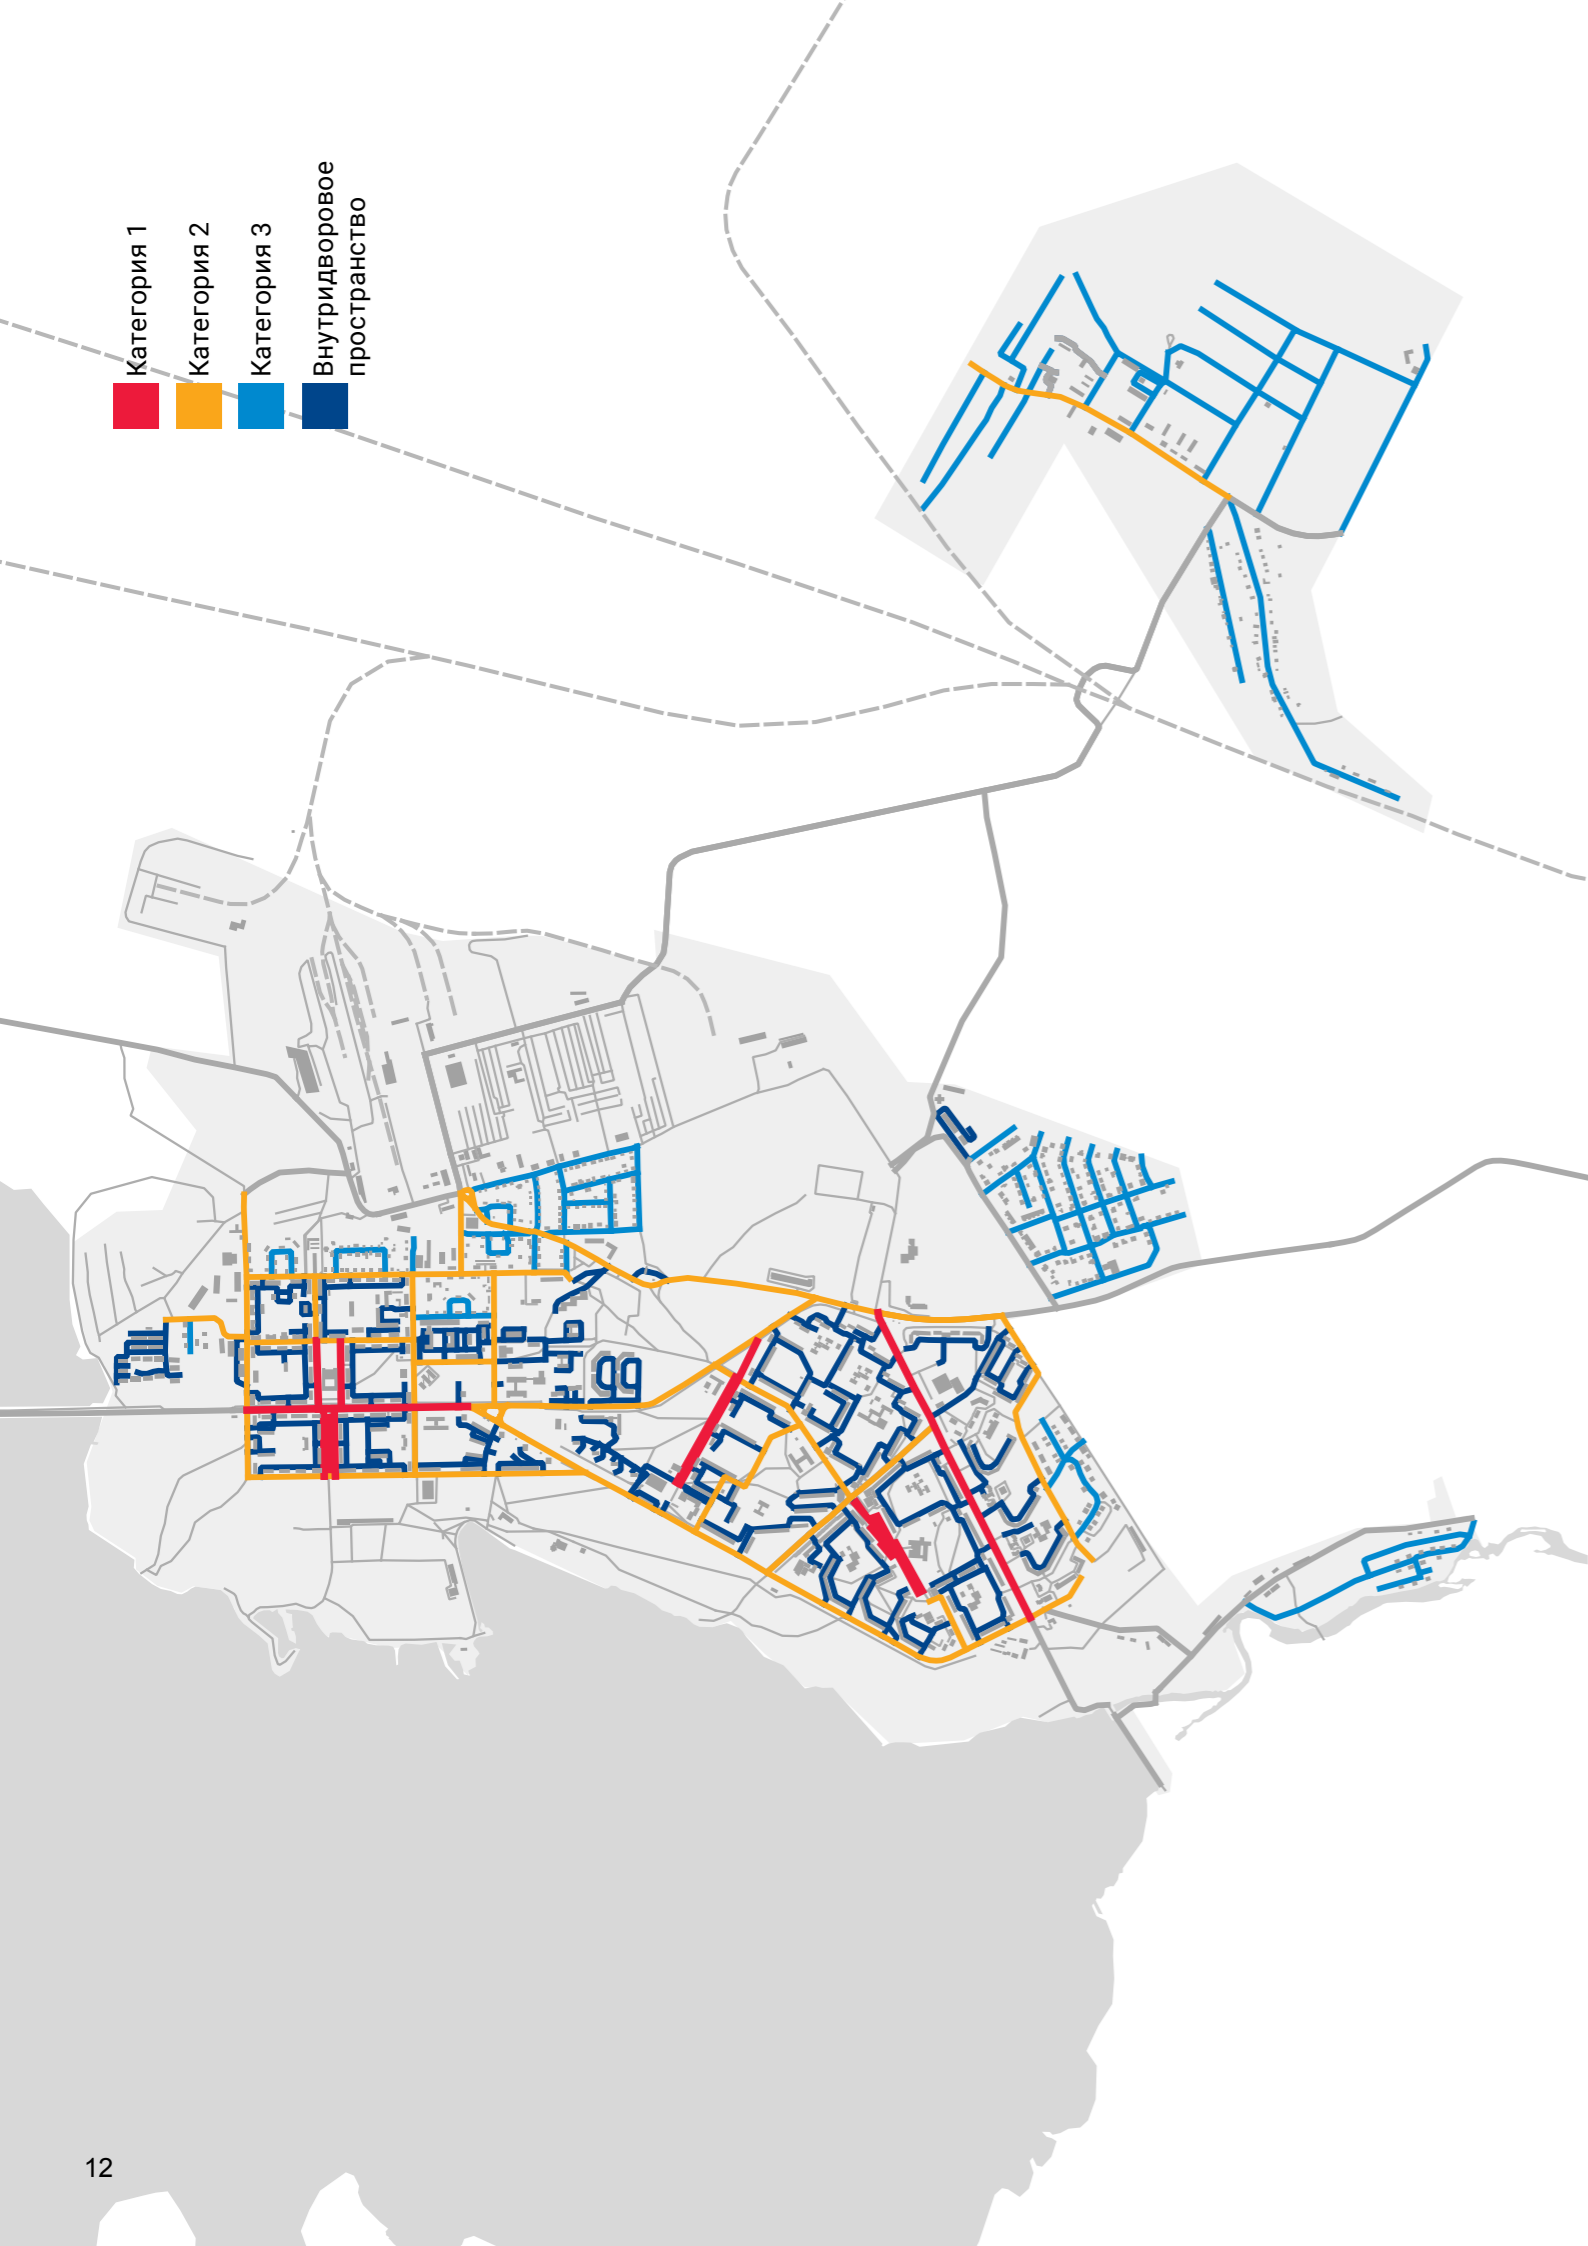 Категория 1
Категория 2
Категория 3
Внутридворовое
пространство
12